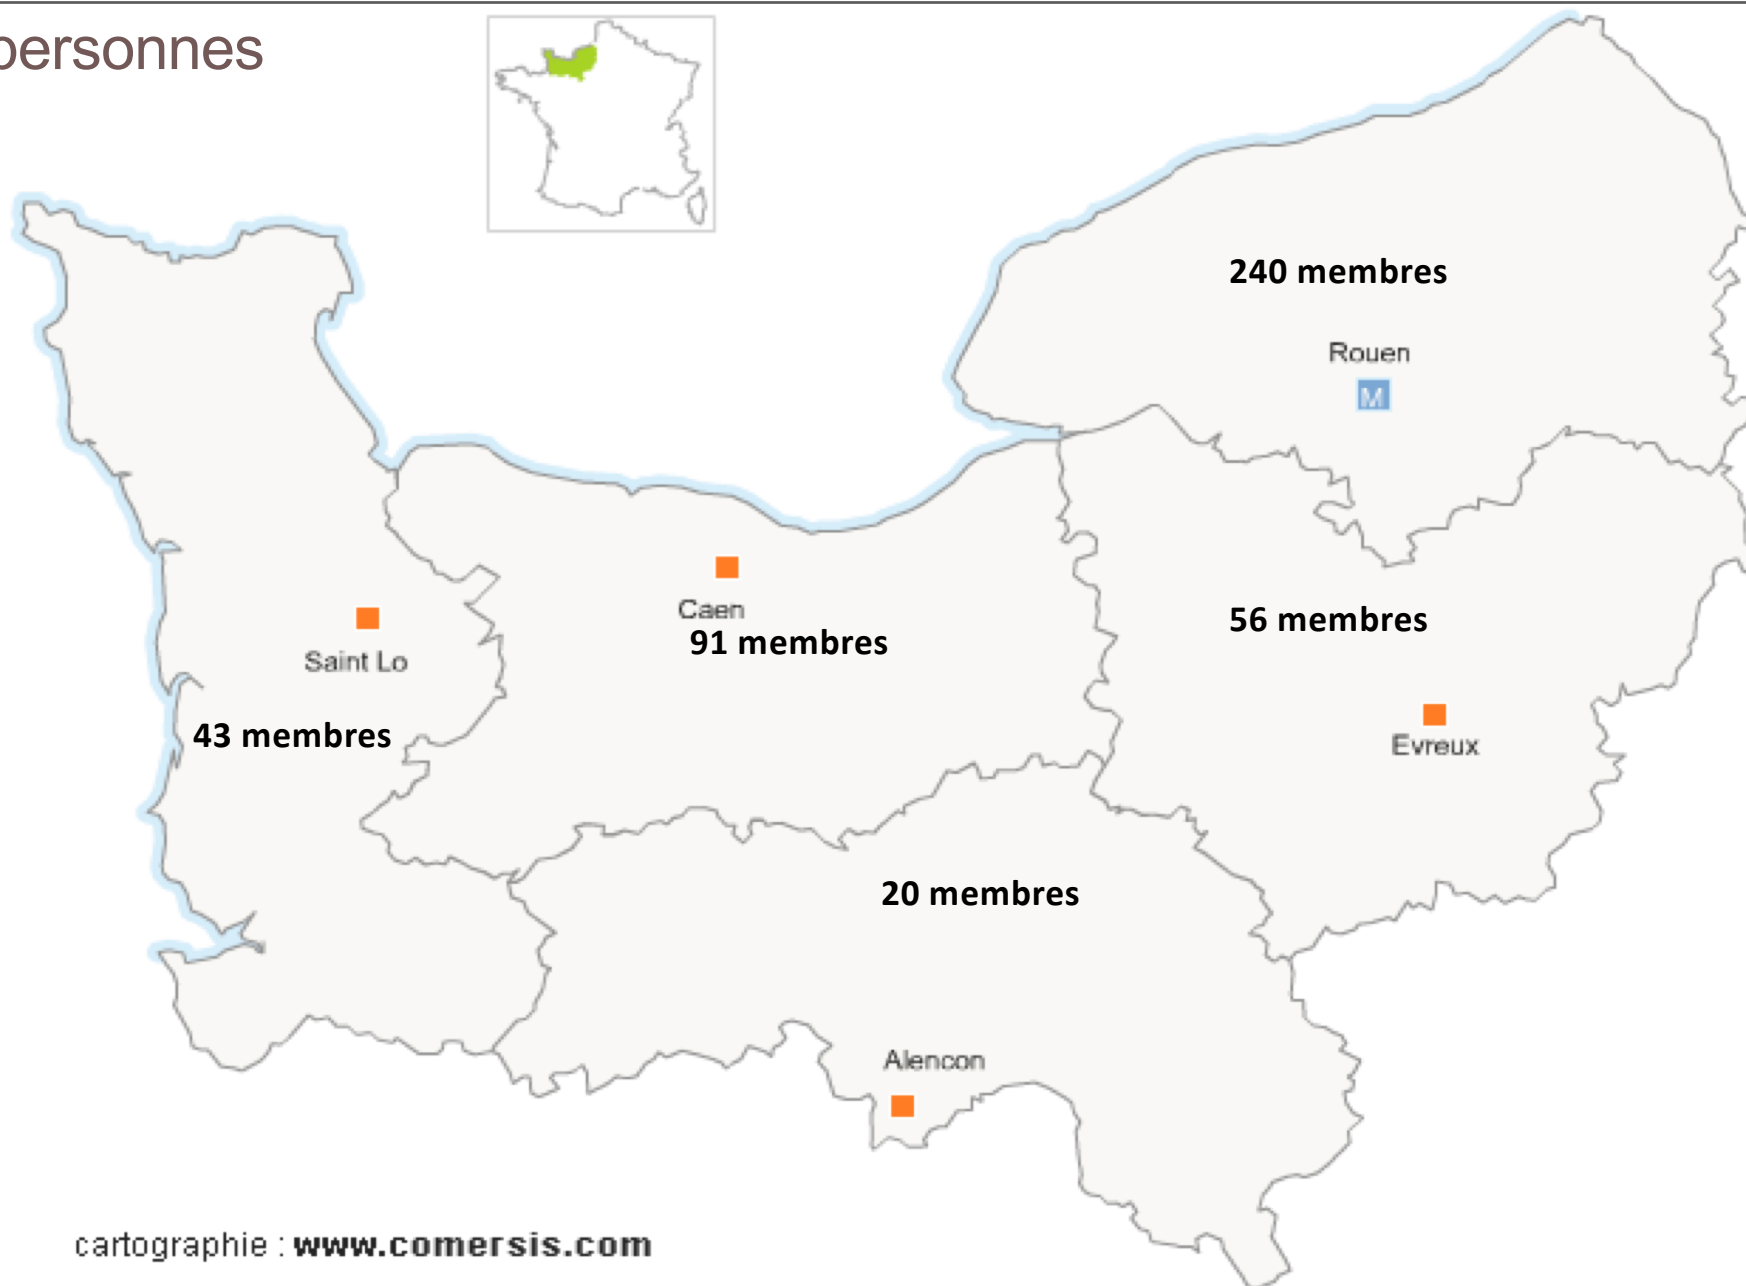 personnes
240 membres
Rouen
M
Caen
91 membres
56 membres
Saint Lo
43 membres
Evreux
20 membres
Alencon
cartographie : www.comersis.com